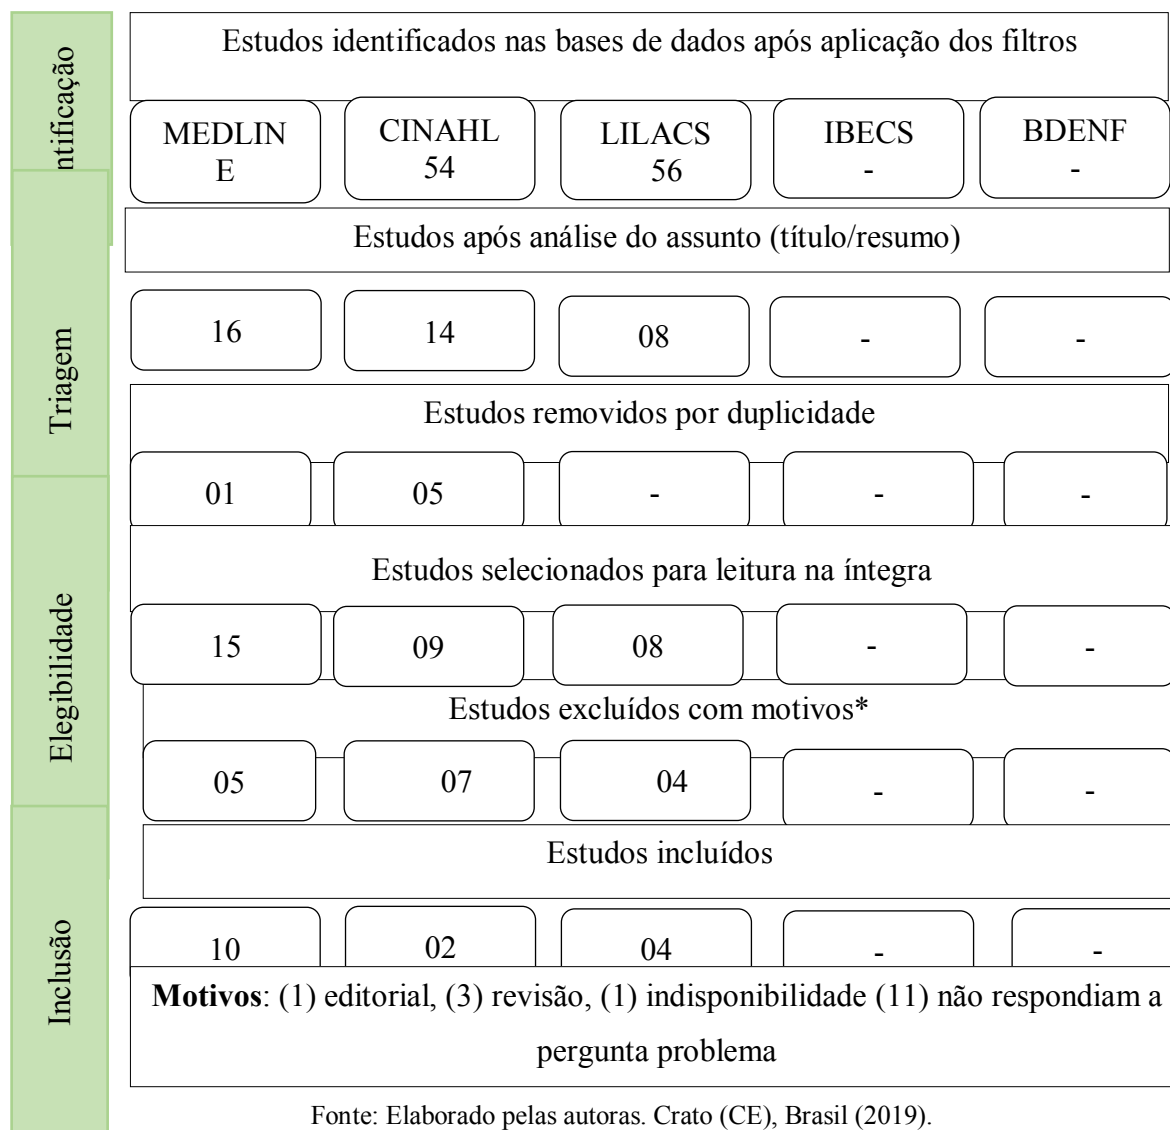 ntificação
Estudos identificados nas bases de dados após aplicação dos filtros
MEDLIN
E
CINAHL
54
LILACS
56
IBECS
-
BDENF
-
Triagem
Estudos após análise do assunto (título/resumo)
16
14
08
-
-
Estudos removidos por duplicidade
01
05
-
-
-
Elegibilidade
Estudos selecionados para leitura na íntegra
15
09
08
-
-
Estudos excluídos com motivos*
05
07
04
-
-
Inclusão
Estudos incluídos
10
02
04
-
-
Motivos: (1) editorial, (3) revisão, (1) indisponibilidade (11) não respondiam a
pergunta problema
Fonte: Elaborado pelas autoras. Crato (CE), Brasil (2019).